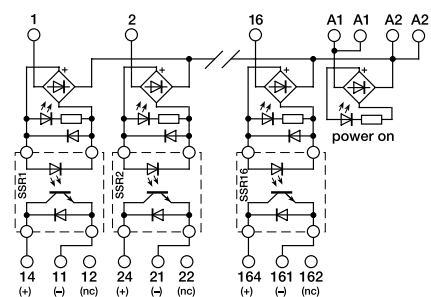 1 2 16 A1 A1 A2 A2
+ + + +
power on
SSR1 SSR2 SSR16
14 11 12 24 21 22 164 161 162
(+) (–) (nc) (+) (–) (nc) (+) (–) (nc)